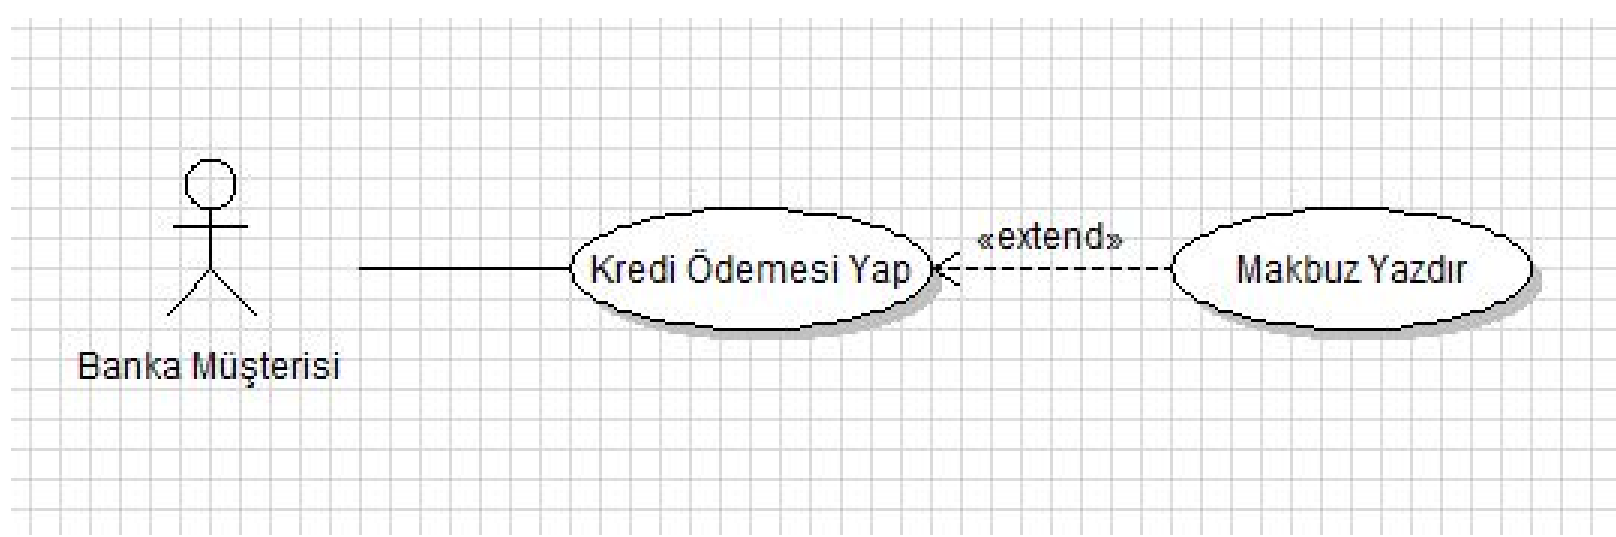 «extend»
Kredi Ödemesi Yap
Makbuz Yazdır
Banka Müşterisi